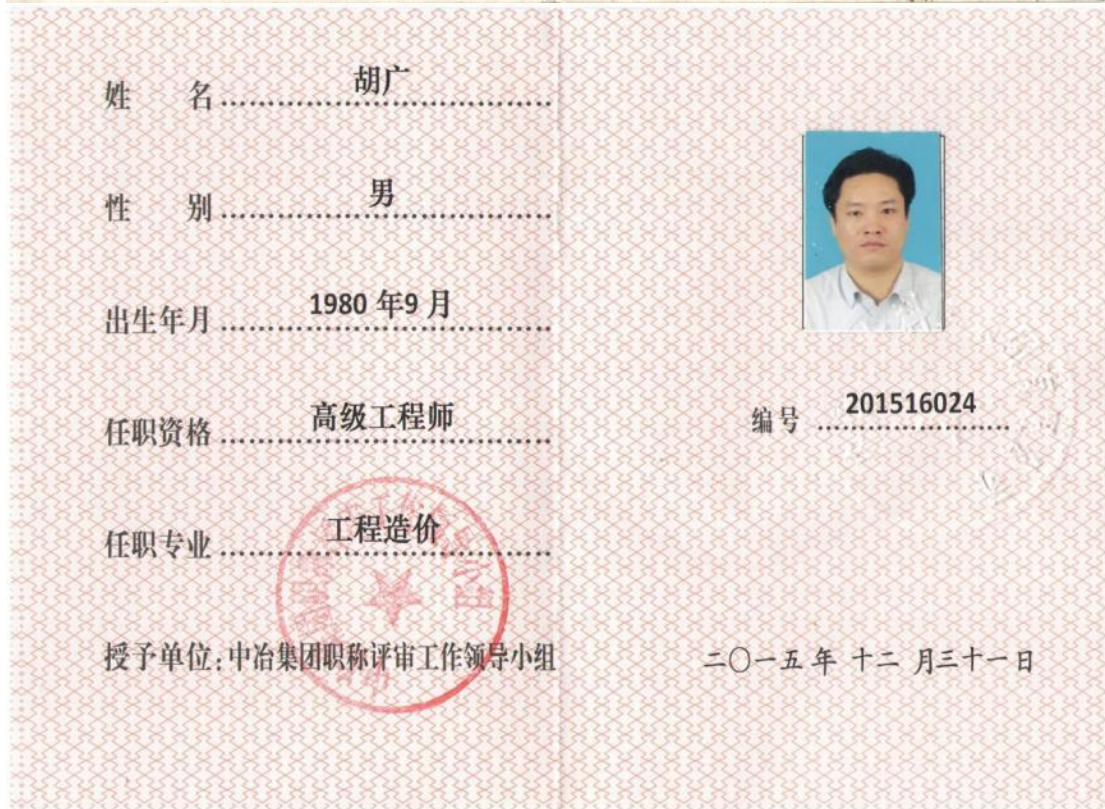 姓 名 胡广
性 别 男
出生年月 1980 年9 月
任职资格 高级工程师
任职专业 工程造价
授予单位:中冶集团职称评审工作领导小组
编号 201516024
二〇一五 年 十二 月三十一日